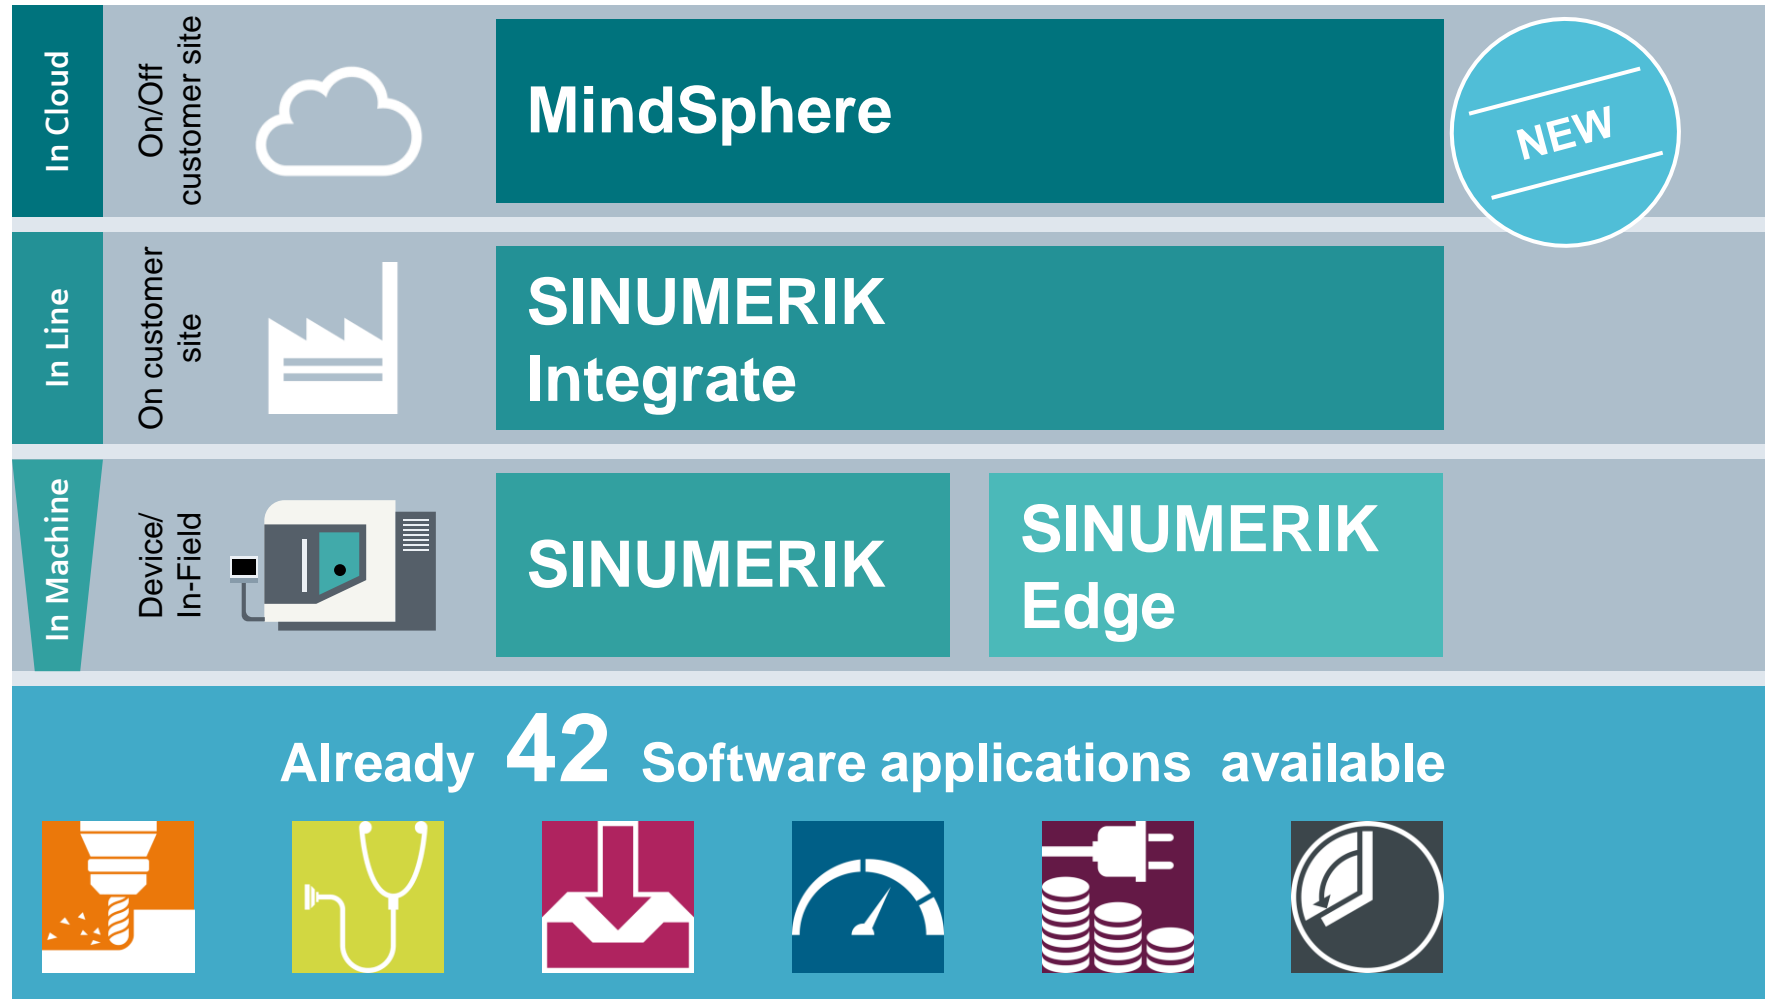 In Cloud
On/Off
customer site
MindSphere
NEW
In Line
On customer
site
SINUMERIK
Integrate
In Machine
Device/
In-Field
SINUMERIK
SINUMERIK
Edge
Already 42 Software applications available